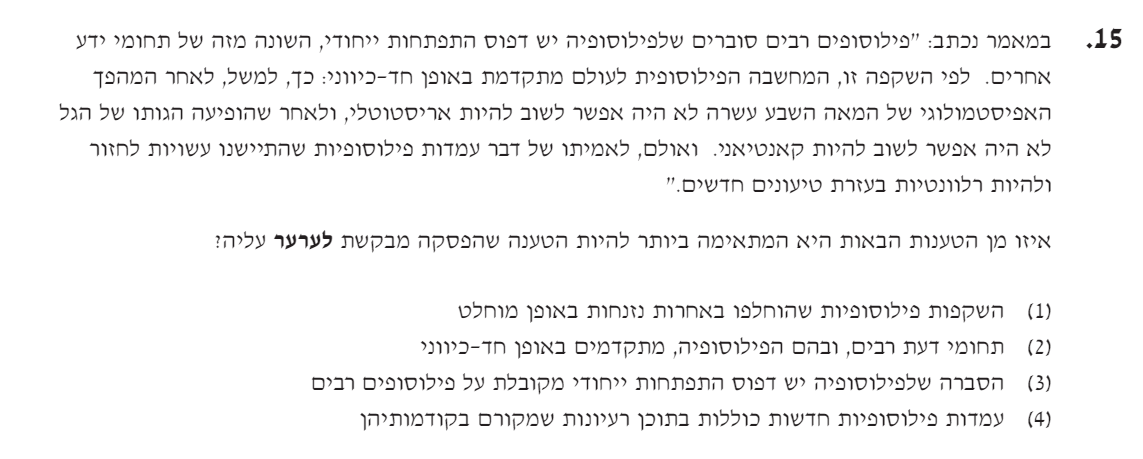 15. במאמר נכתב: "פילוסופים רבים סוברים שלפילוסופיה יש דפוס התפתחות ייחודי, השונה מזה של תחומי ידע
אחרים. לפי השקפה זו, המחשבה הפילוסופית לעולם מתקדמת באופן חד-כיווני: כך, למשל, לאחר המהפך
האפיסטמולוגי של המאה השבע עשרה לא היה אפשר לשוב להיות אריסטוטלי, ולאחר שהופיעה הגותו של הגל
לא היה אפשר לשוב להיות קאנטיאני. ואולם, לאמיתו של דבר עמדות פילוסופיות שהתיישנו עשויות לחזור
ולהיות רלוונטיות בעזרת טיעונים חדשים."
איזו מן הטענות הבאות היא המתאימה ביותר להיות הטענה שהפסקה מבקשת לערער עליה?
(1) השקפות פילוסופיות שהוחלפו באחרות נזנחות באופן מוחלט
(2) תחומי דעת רבים, ובהם הפילוסופיה, מתקדמים באופן חד-כיווני
(3) הסברה שלפילוסופיה יש דפוס התפתחות ייחודי מקובלת על פילוסופים רבים
(4) עמדות פילוסופיות חדשות כוללות בתוכן רעיונות שמקורם בקודמותיהן